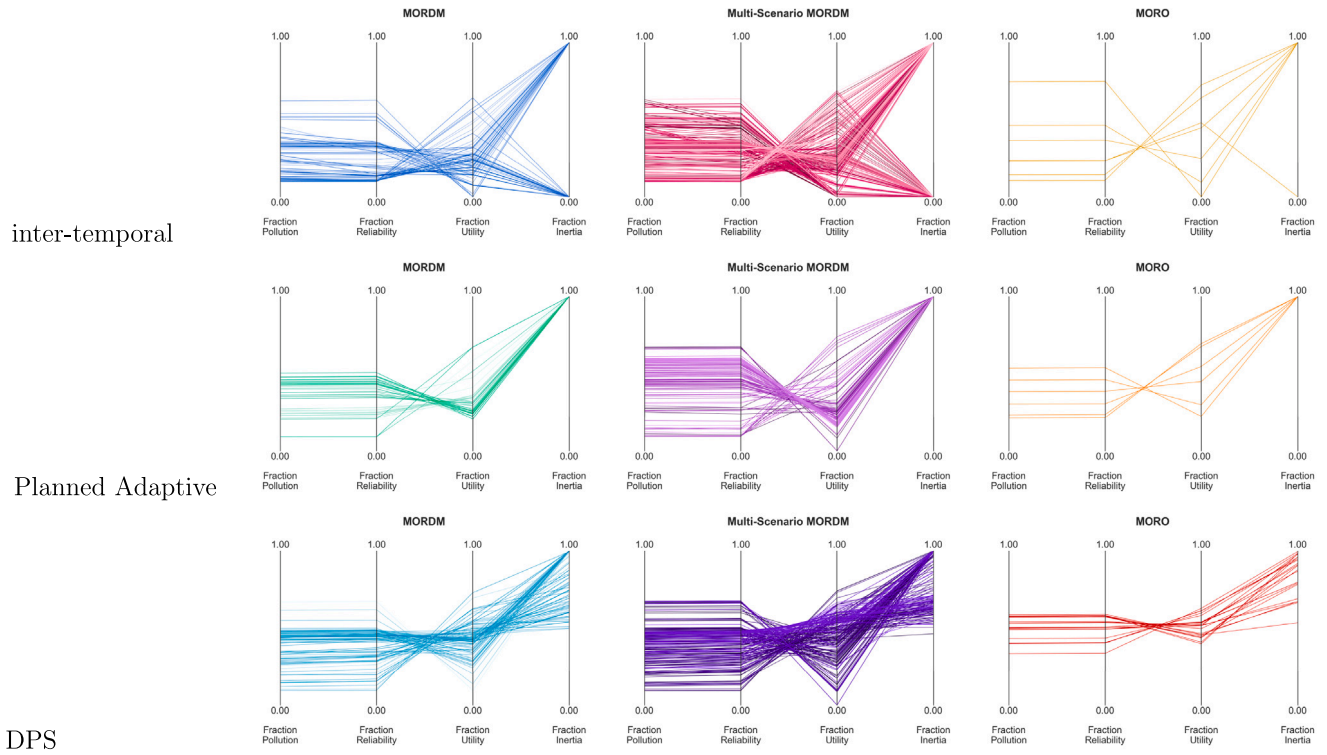 MORDM
Multi-Scenario MORDM
MORO
1.00 1.00 1.00 1.00
1.00 1.00 1.00 1.00
1.00 1.00 1.00 1.00
0.00 0.00 0.00 0.00
0.00 0.00 0.00 0.00
0.00 0.00 0.00 0.00
Fraction Fraction Fraction Fraction
Pollution Reliability Utility Inertia
Fraction Fraction Fraction Fraction
Pollution Reliability Utility Inertia
Fraction Fraction Fraction Fraction
Pollution Reliability Utility Inertia
inter-temporal
MORDM
Multi-Scenario MORDM
MORO
1.00 1.00 1.00 1.00
1.00 1.00 1.00 1.00
1.00 1.00 1.00 1.00
0.00 0.00 0.00 0.00
0.00 0.00 0.00 0.00
0.00 0.00 0.00 0.00
Fraction Fraction Fraction Fraction
Pollution Reliability Utility Inertia
Fraction Fraction Fraction Fraction
Pollution Reliability Utility Inertia
Fraction Fraction Fraction Fraction
Pollution Reliability Utility Inertia
Planned Adaptive
MORDM
Multi-Scenario MORDM
MORO
1.00 1.00 1.00 1.00
1.00 1.00 1.00 1.00
1.00 1.00 1.00 1.00
0.00 0.00 0.00 0.00
0.00 0.00 0.00 0.00
0.00 0.00 0.00 0.00
Fraction Fraction Fraction Fraction
Pollution Reliability Utility Inertia
Fraction Fraction Fraction Fraction
Pollution Reliability Utility Inertia
Fraction Fraction Fraction Fraction
Pollution Reliability Utility Inertia
DPS